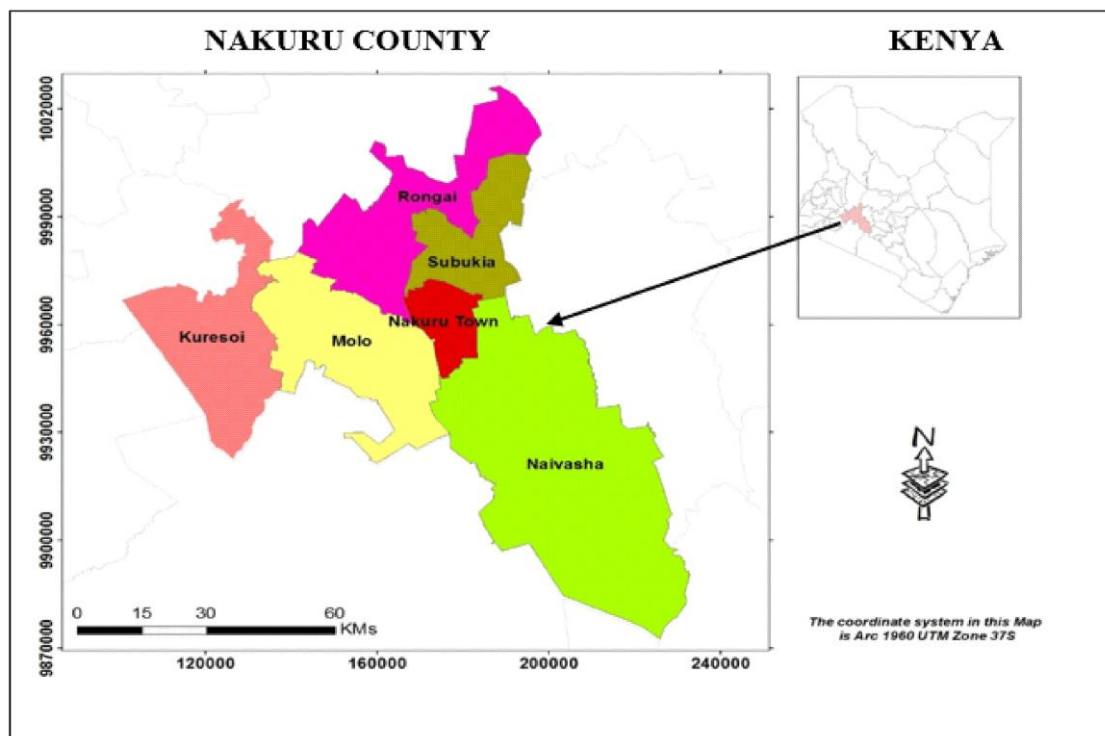 NAKURU COUNTY
KENYA
10020000
9990000
9960000
9930000
9900000
9870000
Rongai
Subukia
Nakuru Town
Kuresoi
Molo
Naivasha
0 15 30 60
KMs
120000 160000 200000 240000
N
The coordinate system in this Map
is Arc 1960 UTM Zone 37S